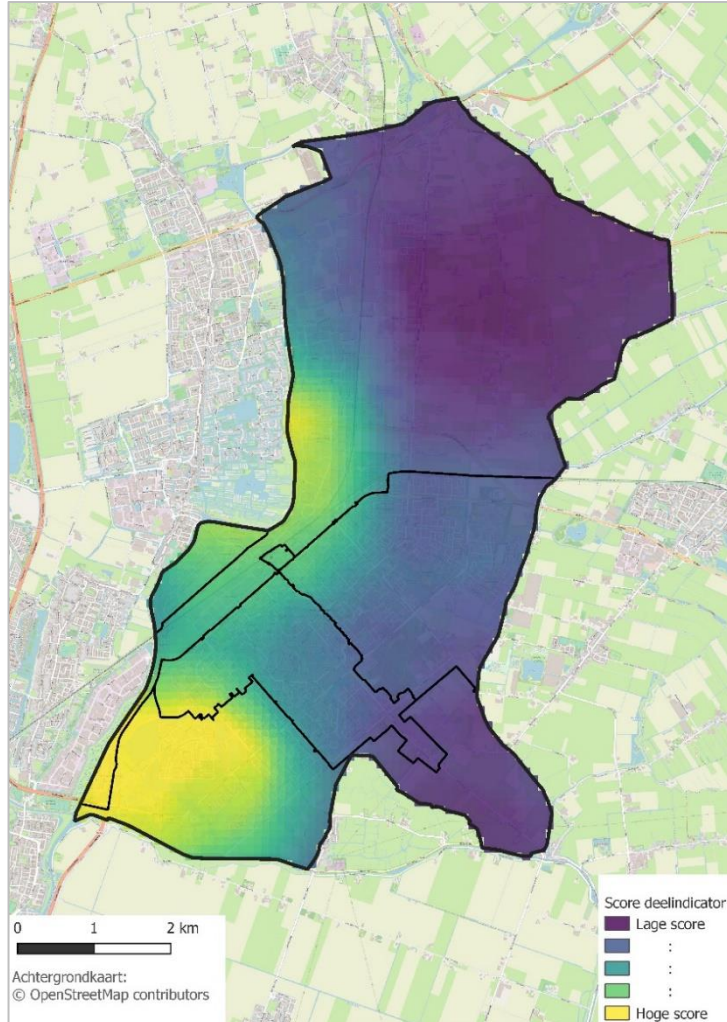 0 1 2 km
Achtergrondkaart:
© OpenStreetMap contributors
Score deelindicator
Lage score
:
:
:
Hoge score